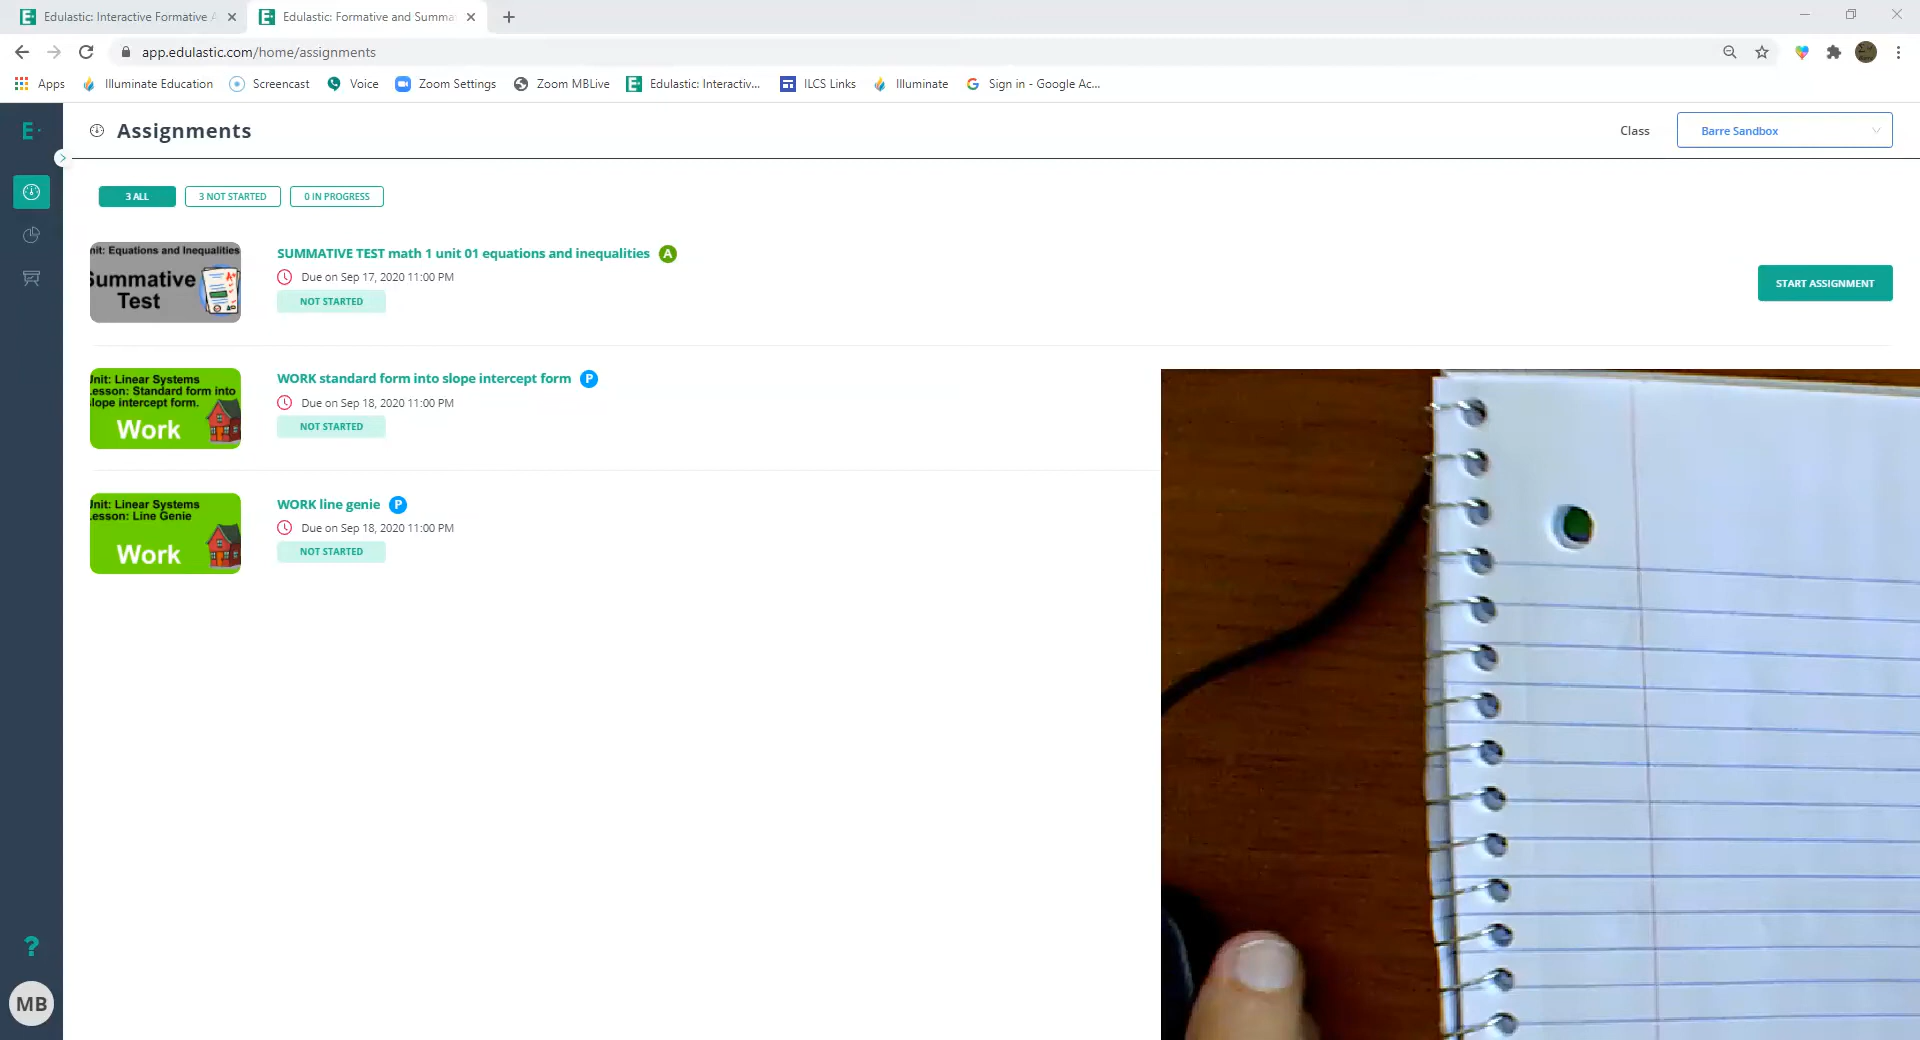 Edulastic: Interactive Formative A
Edulastic: Formative and Summa
app.edulastic.com/home/assignments
Apps
Illuminate Education
Screencast
Voice
Zoom Settings
Zoom MBLive
Edulastic: Interactiv...
ILCS Links
Illuminate
Sign in - Google Ac...
E
Assignments
Class
Barre Sandbox
3 ALL
3 NOT STARTED
0 IN PROGRESS
nit: Equations and Inequalities
Summative
Test
SUMMATIVE TEST math 1 unit 01 equations and inequalities A
Due on Sep 17, 2020 11:00 PM
NOT STARTED
START ASSIGNMENT
Unit: Linear Systems
Lesson: Standard form into
slope intercept form.
Work
WORK standard form into slope intercept form P
Due on Sep 18, 2020 11:00 PM
NOT STARTED
Unit: Linear Systems
Lesson: Line Genie
Work
WORK line genie P
Due on Sep 18, 2020 11:00 PM
NOT STARTED
?
MB